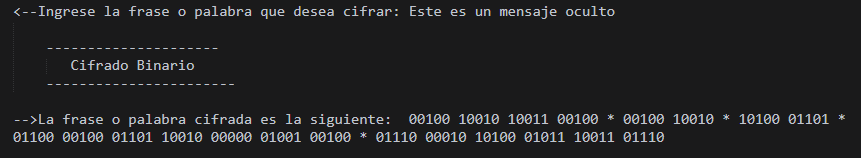 <--Ingrese la frase o palabra que desea cifrar: Este es un mensaje oculto
---------------------
Cifrado Binario
-----------------------
-->La frase o palabra cifrada es la siguiente:  00100 10010 10011 00100 * 00100 10010 * 10100 01101 *
01100 00100 01101 10010 00000 01001 00100 * 01110 00010 10100 01011 10011 01110